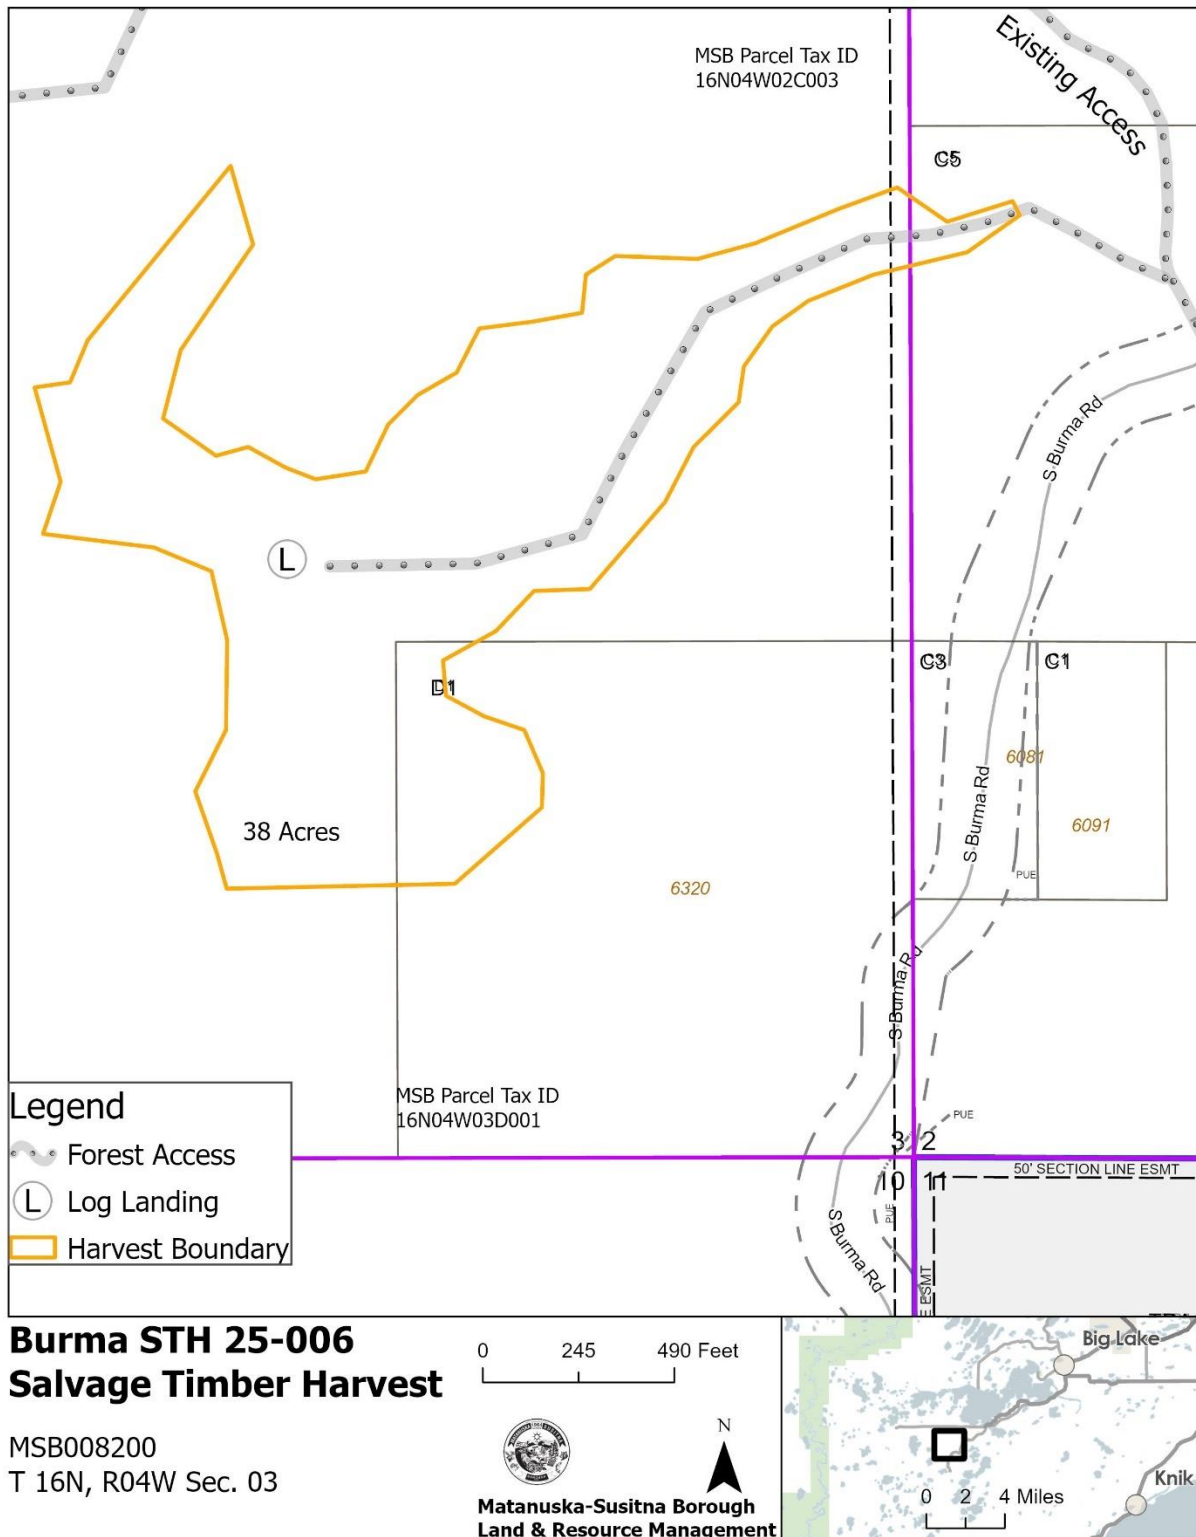 MSB Parcel Tax ID
16N04W02C003
Existing Access
C5
S Burma Rd
L
D1
C3
C1
6081
S Burma Rd
6091
38 Acres
PUE
6320
S Burma Rd
MSB Parcel Tax ID
16N04W03D001
PUE
3 2
10 11
50' SECTION LINE ESMT
PUE
S Burma Rd
E ESMT
Legend
Forest Access
L Log Landing
Harvest Boundary
Burma STH 25-006
Salvage Timber Harvest
MSB008200
T 16N, R04W Sec. 03
0 245 490 Feet
N
Matanuska-Susitna Borough
Land & Resource Management
Big Lake
Knik
0 2 4 Miles